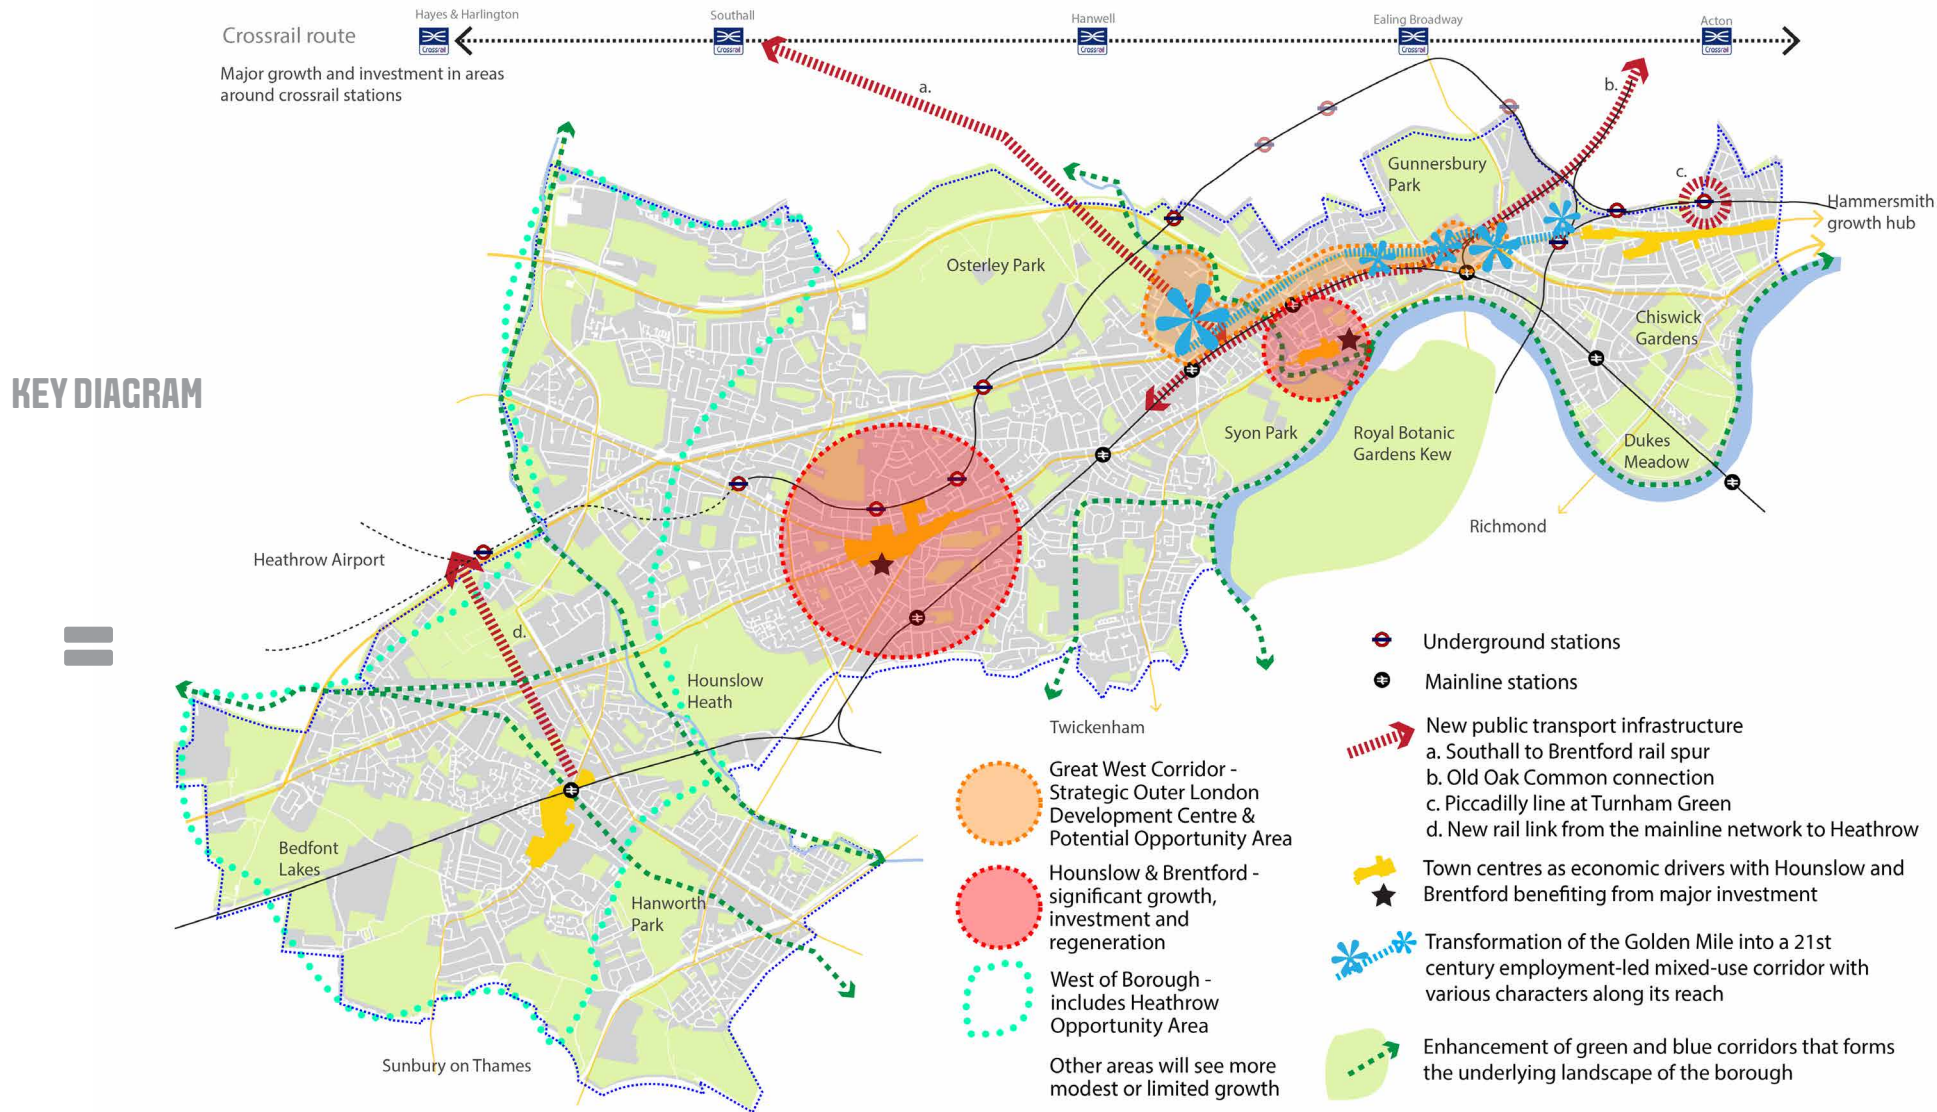 Hayes & Harlington
Southall
Hanwell
Ealing Broadway
Acton
Crossrail route
Crossrail
Crossrail
Crossrail
Crossrail
Crossrail
Major growth and investment in areas
around crossrail stations
a.
b.
c.
d.
Gunnersbury
Park
Hammersmith
growth hub
Osterley Park
Chiswick
Gardens
KEY DIAGRAM
Syon Park
Royal Botanic
Gardens Kew
Dukes
Meadow
Richmond
Heathrow Airport
Hounslow
Heath
Twickenham
Bedfont
Lakes
Hanworth
Park
Sunbury on Thames
Great West Corridor -
Strategic Outer London
Development Centre &
Potential Opportunity Area
Hounslow & Brentford -
significant growth,
investment and
regeneration
West of Borough -
includes Heathrow
Opportunity Area
Other areas will see more
modest or limited growth
Underground stations
Mainline stations
New public transport infrastructure
a. Southall to Brentford rail spur
b. Old Oak Common connection
c. Piccadilly line at Turnham Green
d. New rail link from the mainline network to Heathrow
Town centres as economic drivers with Hounslow and
Brentford benefiting from major investment
Transformation of the Golden Mile into a 21st
century employment-led mixed-use corridor with
various characters along its reach
Enhancement of green and blue corridors that forms
the underlying landscape of the borough